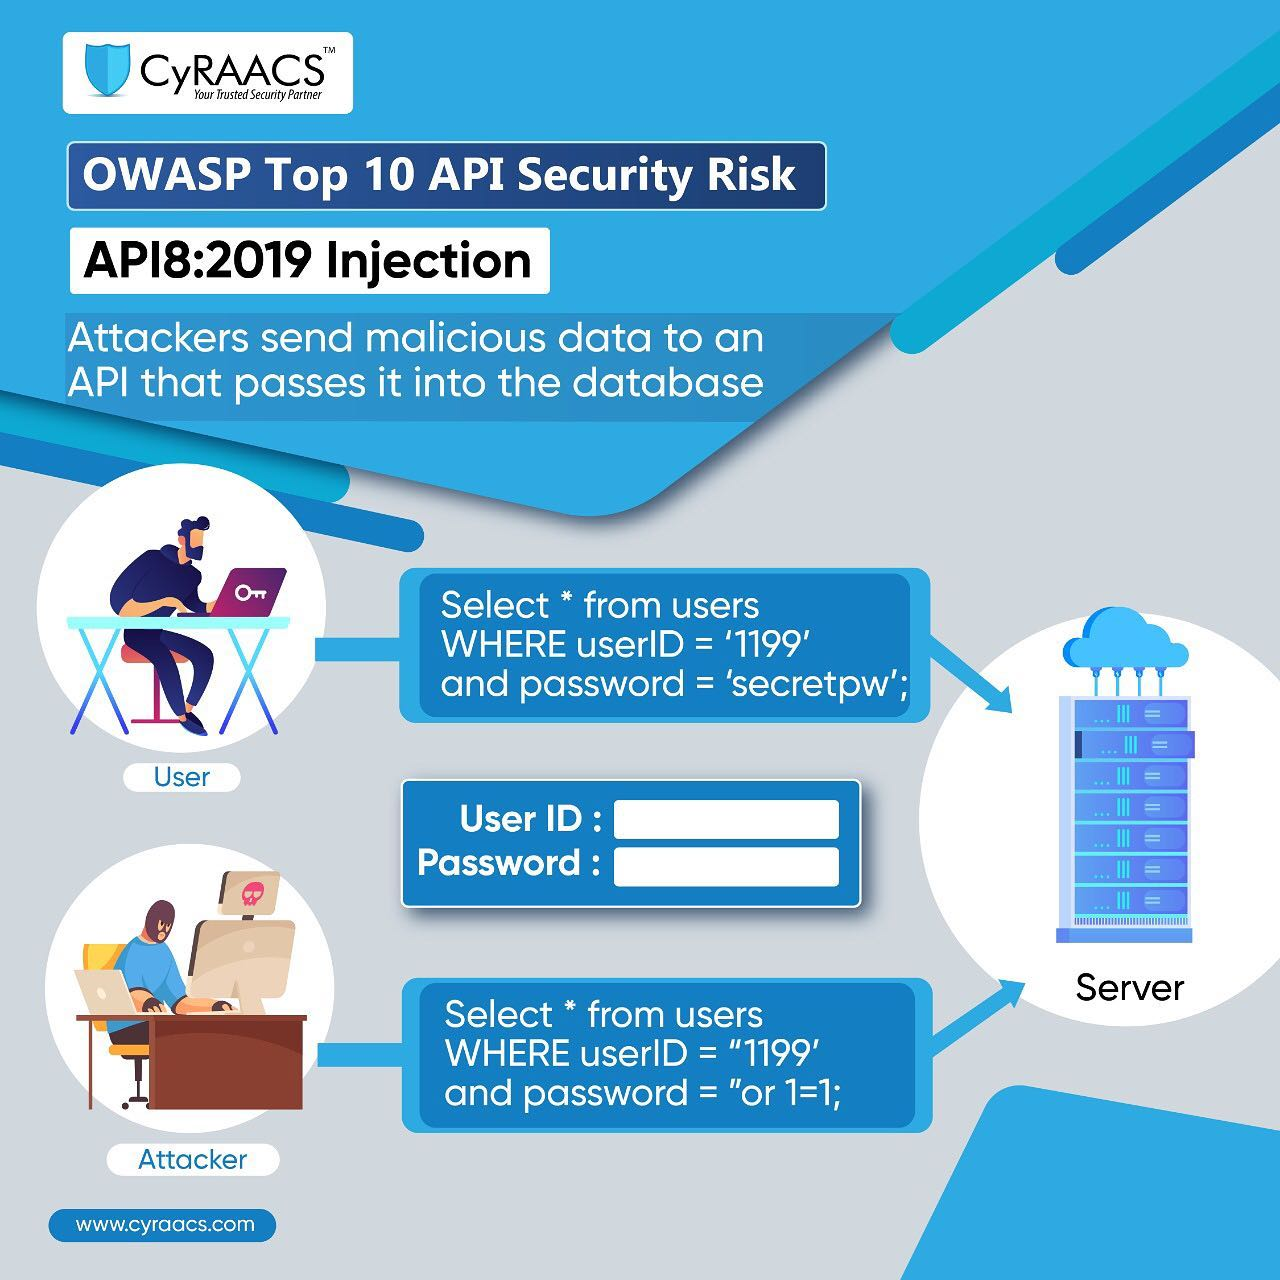 CyRAACS™
Your Trusted Security Partner
OWASP Top 10 API Security Risk
API8:2019 Injection
Attackers send malicious data to an
API that passes it into the database
Select * from users
WHERE userID = ‘1199’
and password = ‘secretpw’;
User
User ID :
Password :
Server
Select * from users
WHERE userID = “1199’
and password = ”or 1=1;
Attacker
www.cyraacs.com